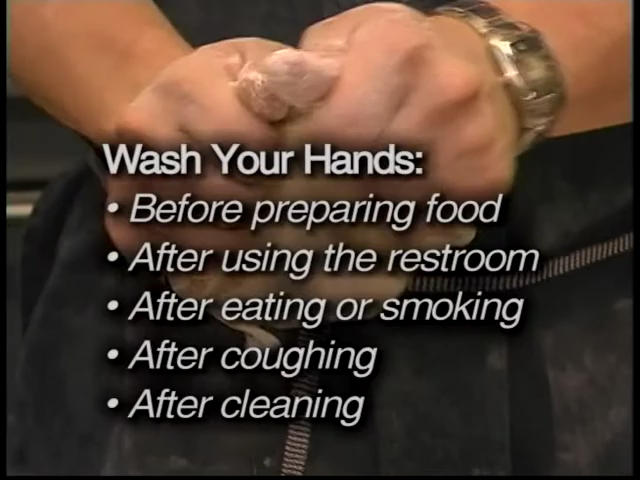 Wash Your Hands:
• Before preparing food
• After using the restroom
• After eating or smoking
• After coughing
• After cleaning